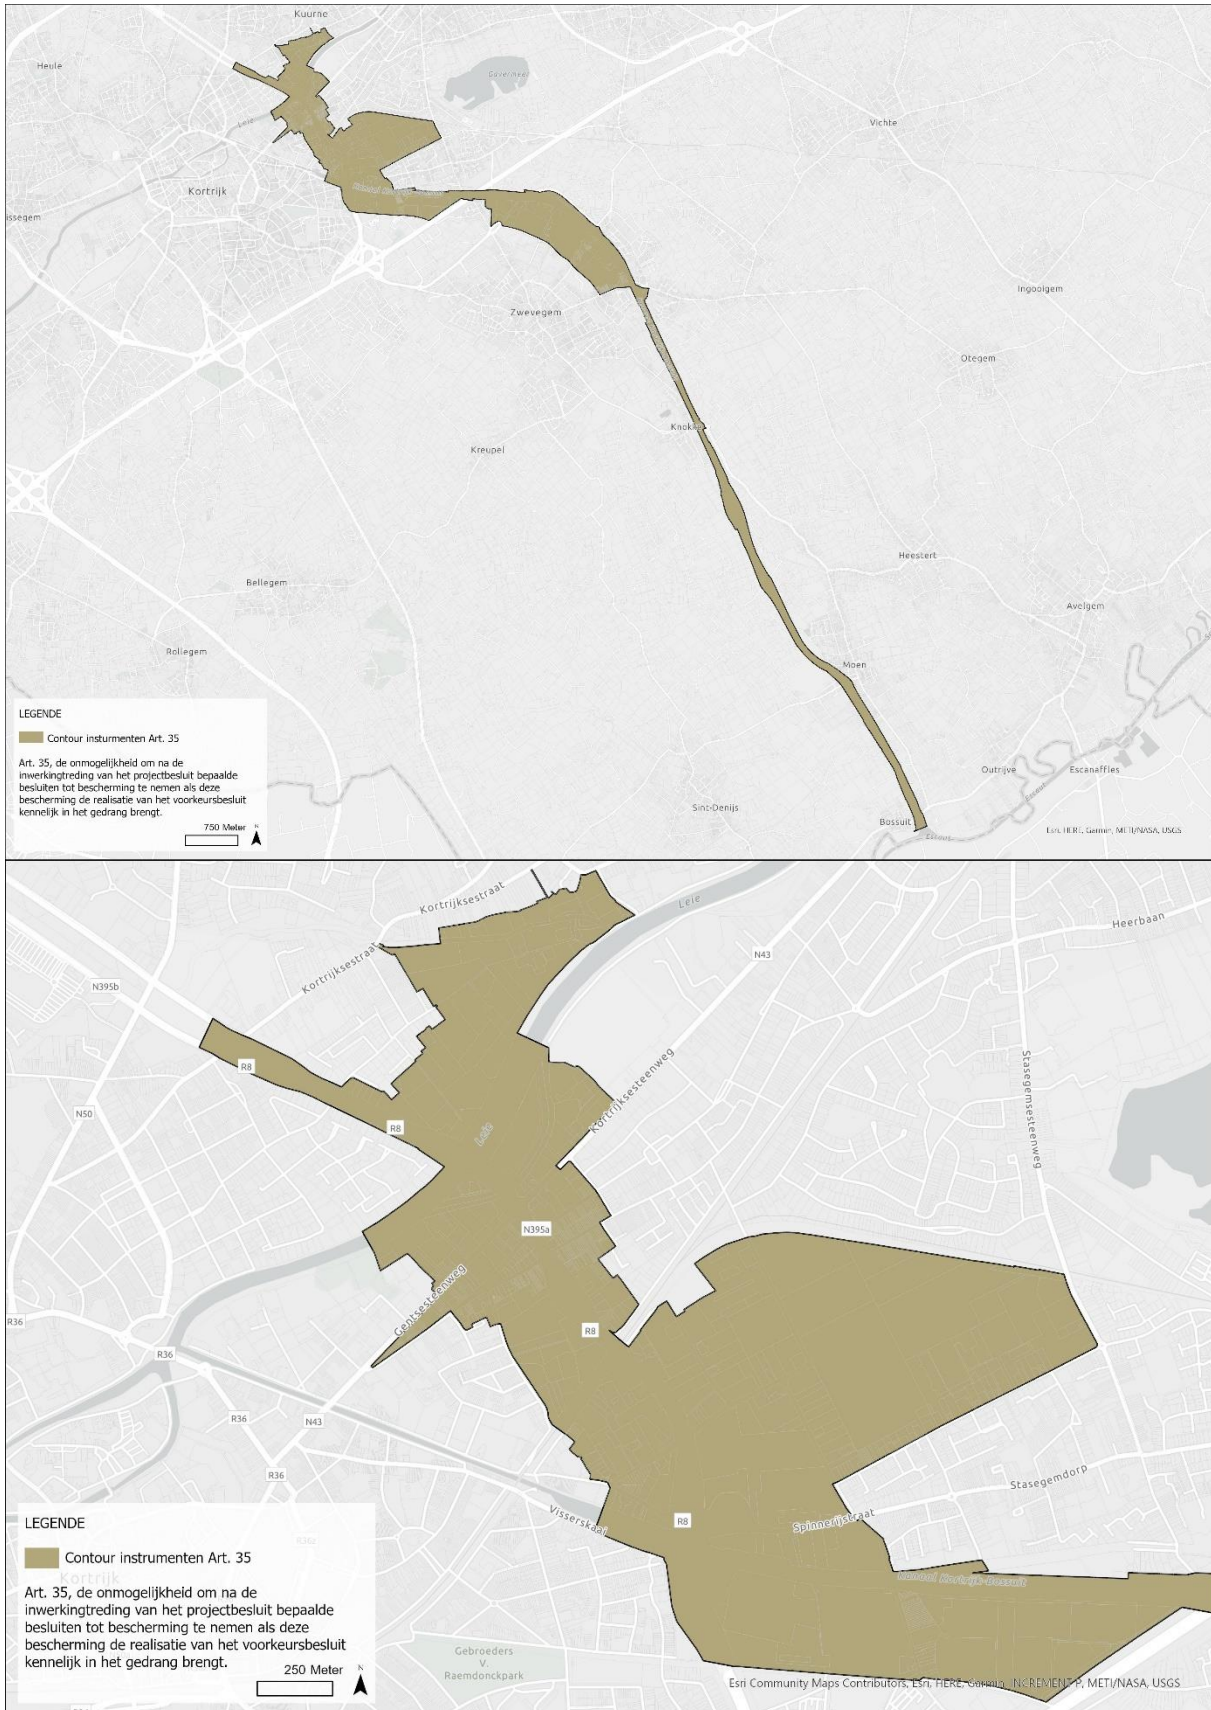 Kuurne
Heule
Gavermeer
Leie
Vichte
Kortrijk
issegem
Ingooigem
Zwevegem
Otegem
Knokke
Kreupel
Heestert
Bellegem
Avelgem
Rollegem
Moen
LEGENDE
Contour insturmenten Art. 35
Art. 35, de onmogelijkheid om na de
inwerkingtreding van het projectbesluit bepaalde
besluiten tot bescherming te nemen als deze
bescherming de realisatie van het voorkeursbesluit
kennelijk in het gedrang brengt.
750 Meter
N
Outrijve
Escanaffles
Sint-Denijs
Bossuit
Escaut
Escaut
Esri, HERE, Garmin, METI/NASA, USGS
Kortrijksestraat
Leie
Heerbaan
Kortrijksestraat
N43
N395b
R8
Kortrijksesteenweg
Stasegemsesteenweg
N50
R8
Leie
N395a
Gentsesteenweg
R36
R8
R36
R36
N43
R36
Stasegemdorp
Visserskaai
R8
Spinnerijstraat
Kanaal Kortrijk-Bossuit
LEGENDE
Contour instrumenten Art. 35
Kortrijk
Art. 35, de onmogelijkheid om na de
inwerkingtreding van het projectbesluit bepaalde
besluiten tot bescherming te nemen als deze
bescherming de realisatie van het voorkeursbesluit
kennelijk in het gedrang brengt.
250 Meter
N
Gebroeders
V.
Raemdonckpark
Esri Community Maps Contributors, Esri, HERE, Garmin, INCREMENT P, METI/NASA, USGS